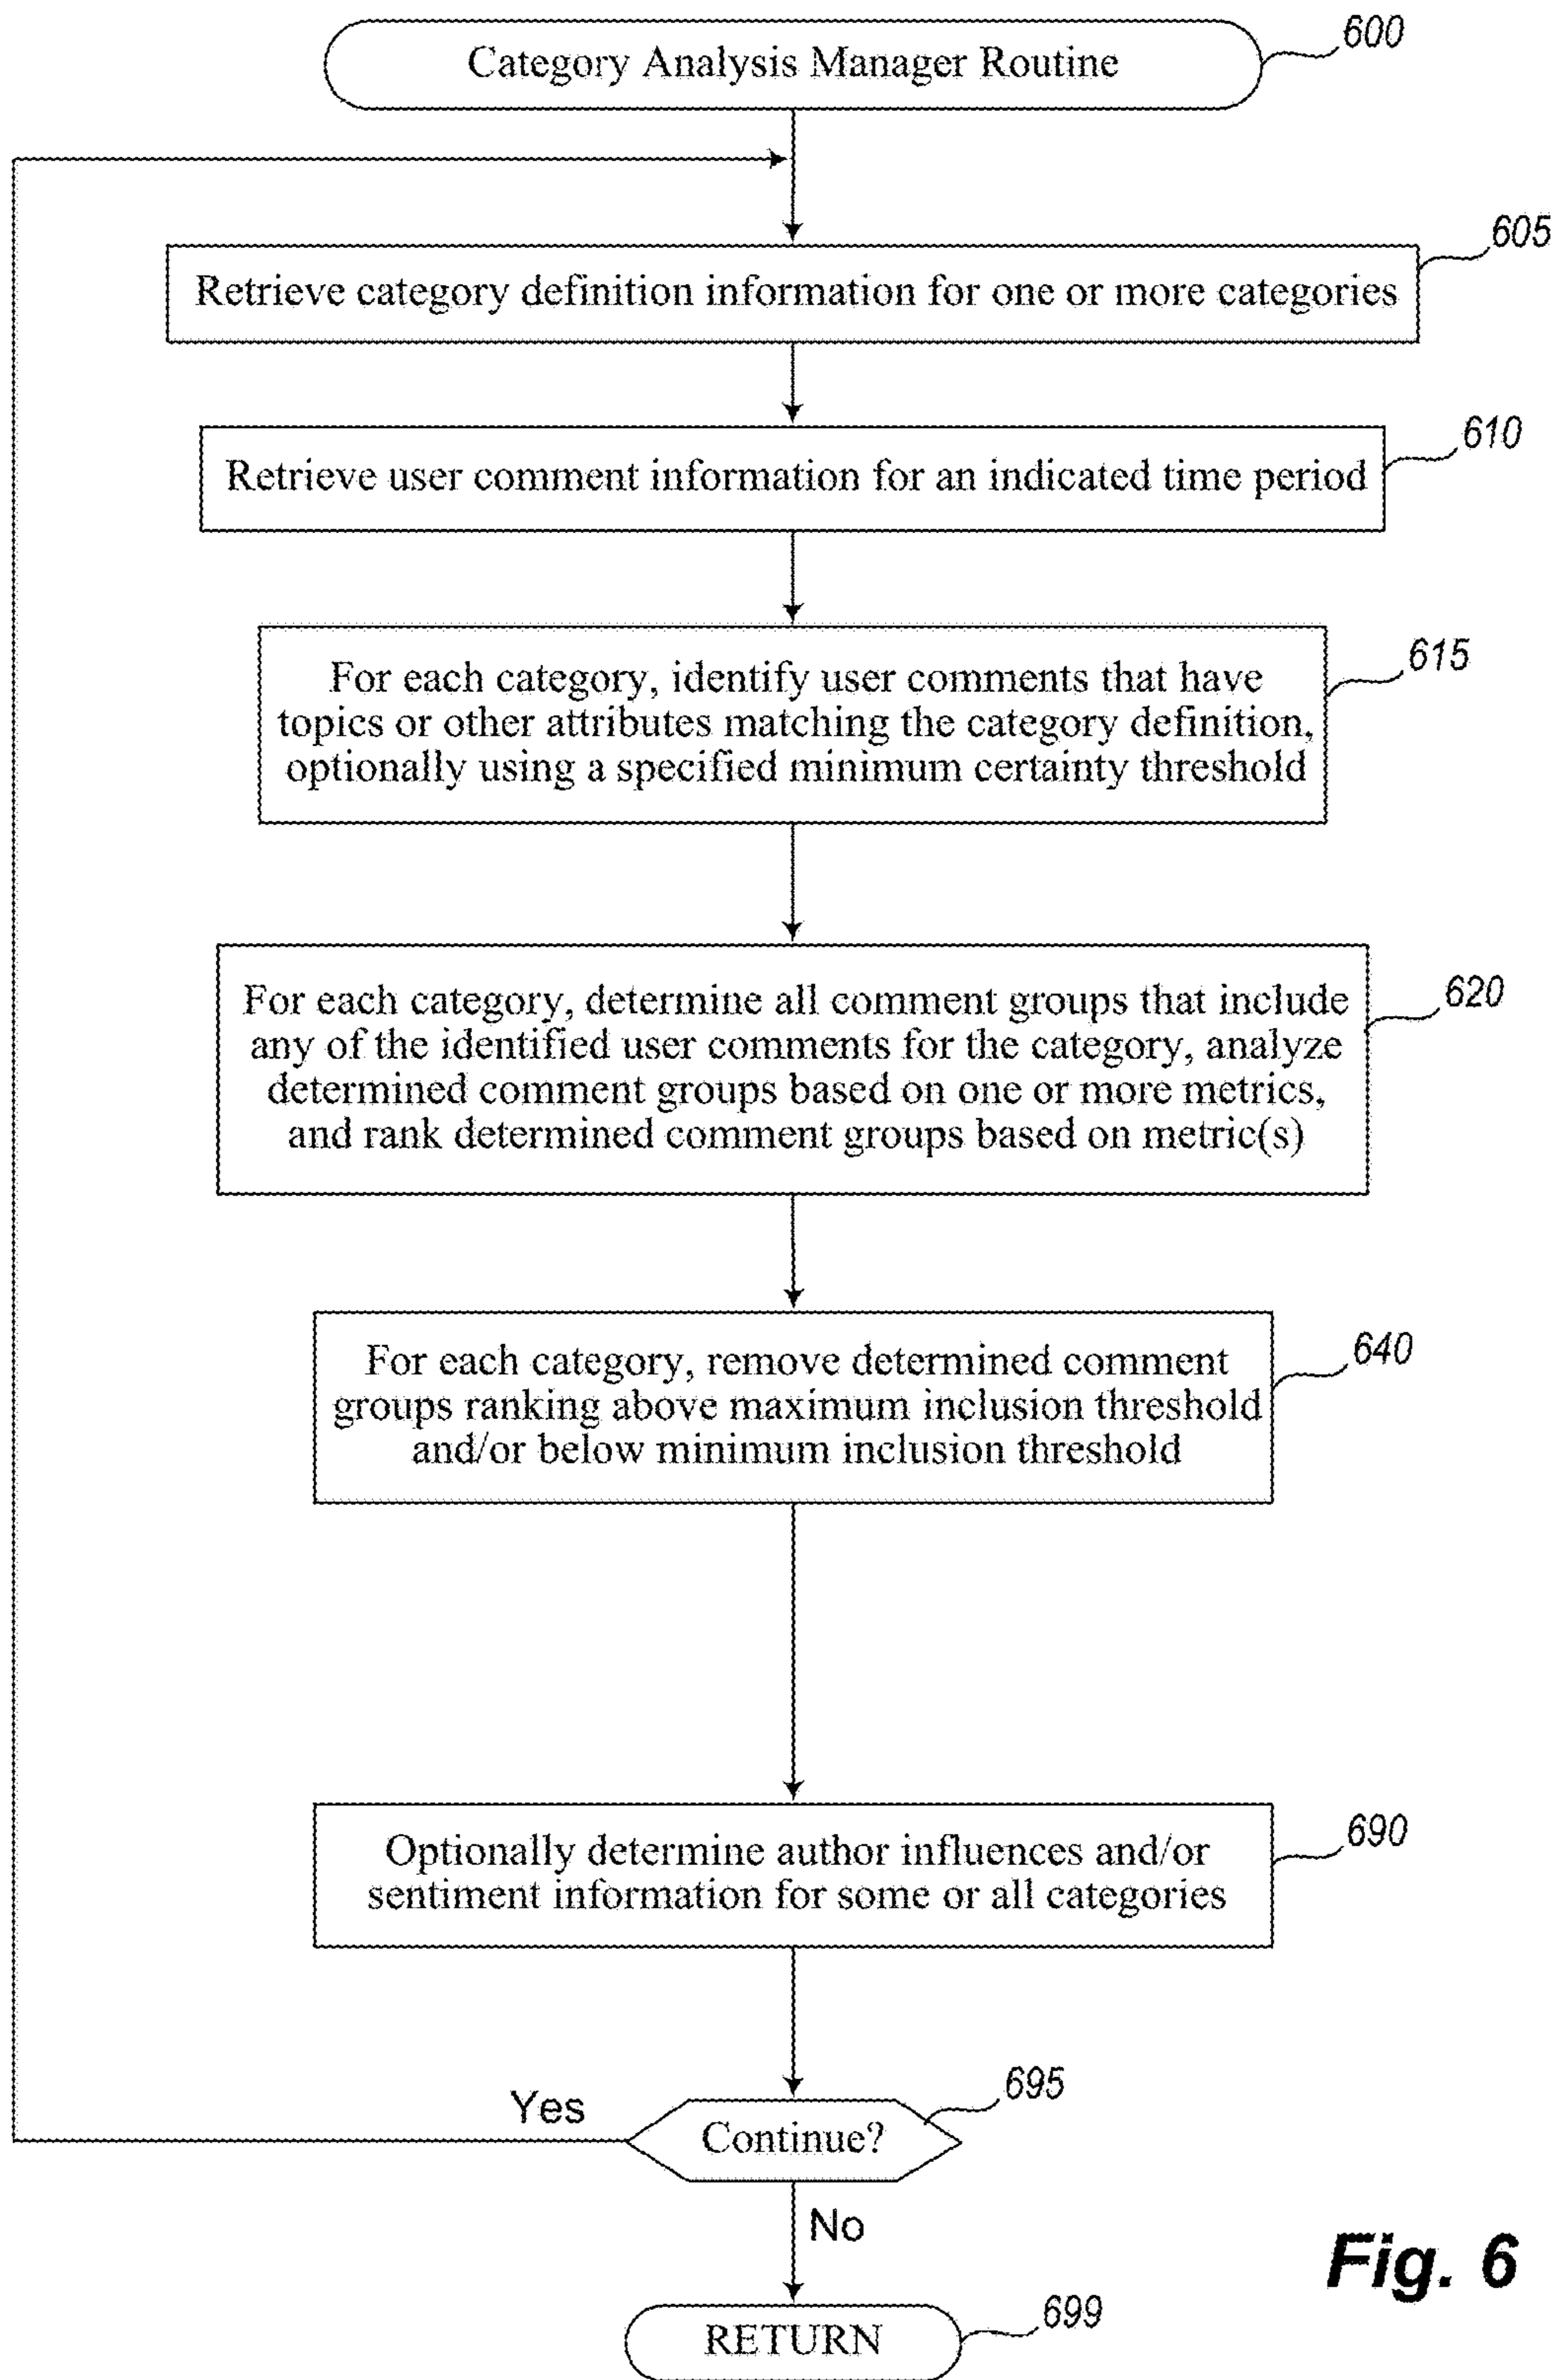 Category Analysis Manager Routine
600
605
Retrieve category definition information for one or more categories
610
Retrieve user comment information for an indicated time period
615
For each category, identify user comments that have
topics or other attributes matching the category definition,
optionally using a specified minimum certainty threshold
620
For each category, determine all comment groups that include
any of the identified user comments for the category, analyze
determined comment groups based on one or more metrics,
and rank determined comment groups based on metric(s)
640
For each category, remove determined comment
groups ranking above maximum inclusion threshold
and/or below minimum inclusion threshold
690
Optionally determine author influences and/or
sentiment information for some or all categories
695
Yes
Continue?
No
Fig. 6
699
RETURN